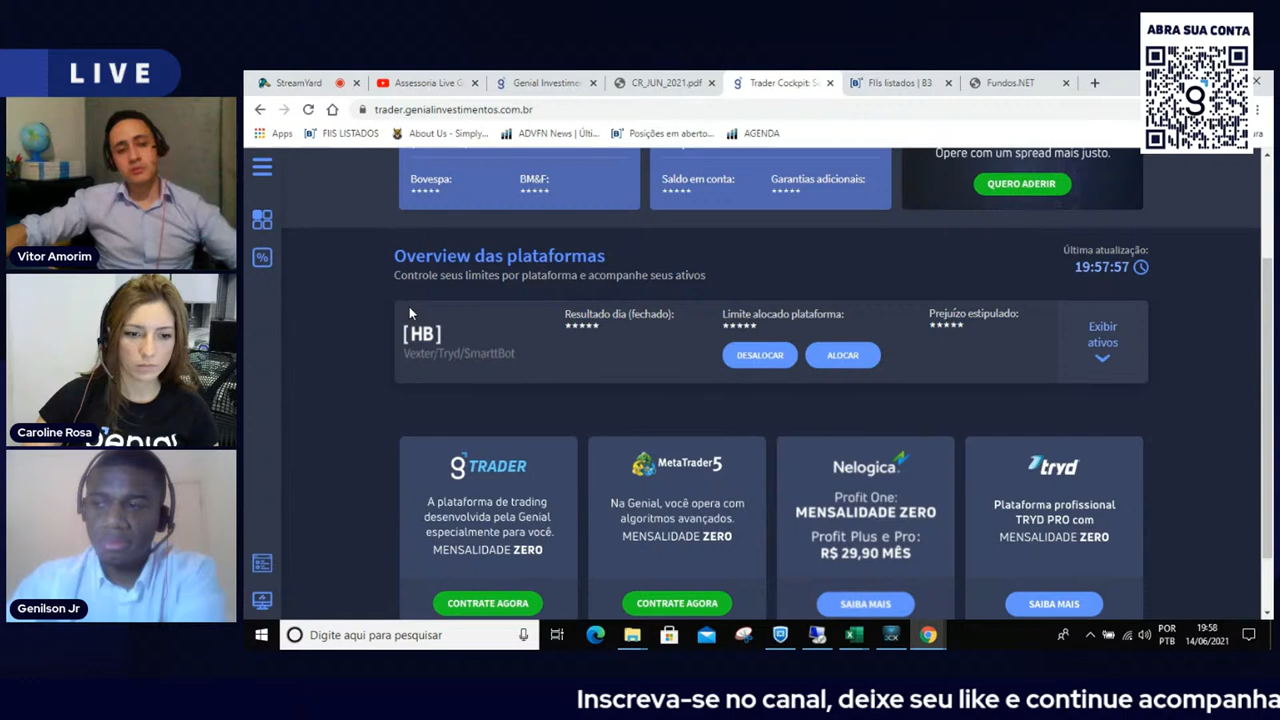 LIVE
ABRA SUA CONTA
Vitor Amorim
Caroline Rosa
Genilson Jr
StreamYard
Assessoria Live G
Genial Investime
CR_JUN_2021.pdf
Trader Cockpit: S
FIIs listados | B3
Fundos.NET
trader.genialinvestimentos.com.br
Apps
FIIS LISTADOS
About Us - Simply...
ADVFN News | Últi...
Posições em aberto...
AGENDA
Bovespa:
*****
BM&F:
*****
Saldo em conta:
*****
Garantias adicionais:
*****
Opere com um spread mais justo.
QUERO ADERIR
Overview das plataformas
Controle seus limites por plataforma e acompanhe seus ativos
Última atualização:
19:57:57
[HB]
Vexter/Tryd/SmarttBot
Resultado dia (fechado):
*****
Limite alocado plataforma:
*****
DESALOCAR
ALOCAR
Prejuízo estipulado:
*****
Exibir
ativos
g TRADER
A plataforma de trading
desenvolvida pela Genial
especialmente para você.
MENSALIDADE ZERO
CONTRATE AGORA
MetaTrader5
Na Genial, você opera com
algoritmos avançados.
MENSALIDADE ZERO
CONTRATE AGORA
Nelogica
Profit One:
MENSALIDADE ZERO
Profit Plus e Pro:
R$ 29,90 MÊS
SAIBA MAIS
tryd
Plataforma profissional
TRYD PRO com
MENSALIDADE ZERO
SAIBA MAIS
Digite aqui para pesquisar
POR
PTB
19:58
14/06/2021
Inscreva-se no canal, deixe seu like e continue acompanha